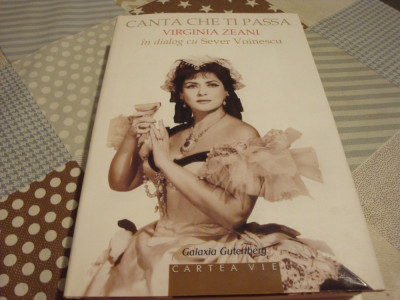 CANTA CHE TI PASSA
VIRGINIA ZEANI
în dialog cu Sever Voinescu
Galaxia Gutenberg
CARTEA VIE